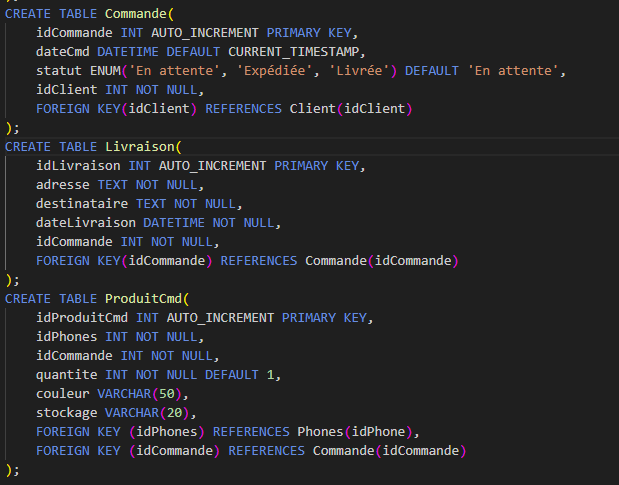 CREATE TABLE Commande(
    idCommande INT AUTO_INCREMENT PRIMARY KEY,
    dateCmd DATETIME DEFAULT CURRENT_TIMESTAMP,
    statut ENUM('En attente', 'Expédiée', 'Livrée') DEFAULT 'En attente',
    idClient INT NOT NULL,
    FOREIGN KEY(idClient) REFERENCES Client(idClient)
);
CREATE TABLE Livraison(
    idLivraison INT AUTO_INCREMENT PRIMARY KEY,
    adresse TEXT NOT NULL,
    destinataire TEXT NOT NULL,
    dateLivraison DATETIME NOT NULL,
    idCommande INT NOT NULL,
    FOREIGN KEY(idCommande) REFERENCES Commande(idCommande)
);
CREATE TABLE ProduitCmd(
    idProduitCmd INT AUTO_INCREMENT PRIMARY KEY,
    idPhones INT NOT NULL,
    idCommande INT NOT NULL,
    quantite INT NOT NULL DEFAULT 1,
    couleur VARCHAR(50),
    stockage VARCHAR(20),
    FOREIGN KEY (idPhones) REFERENCES Phones(idPhone),
    FOREIGN KEY (idCommande) REFERENCES Commande(idCommande)
);